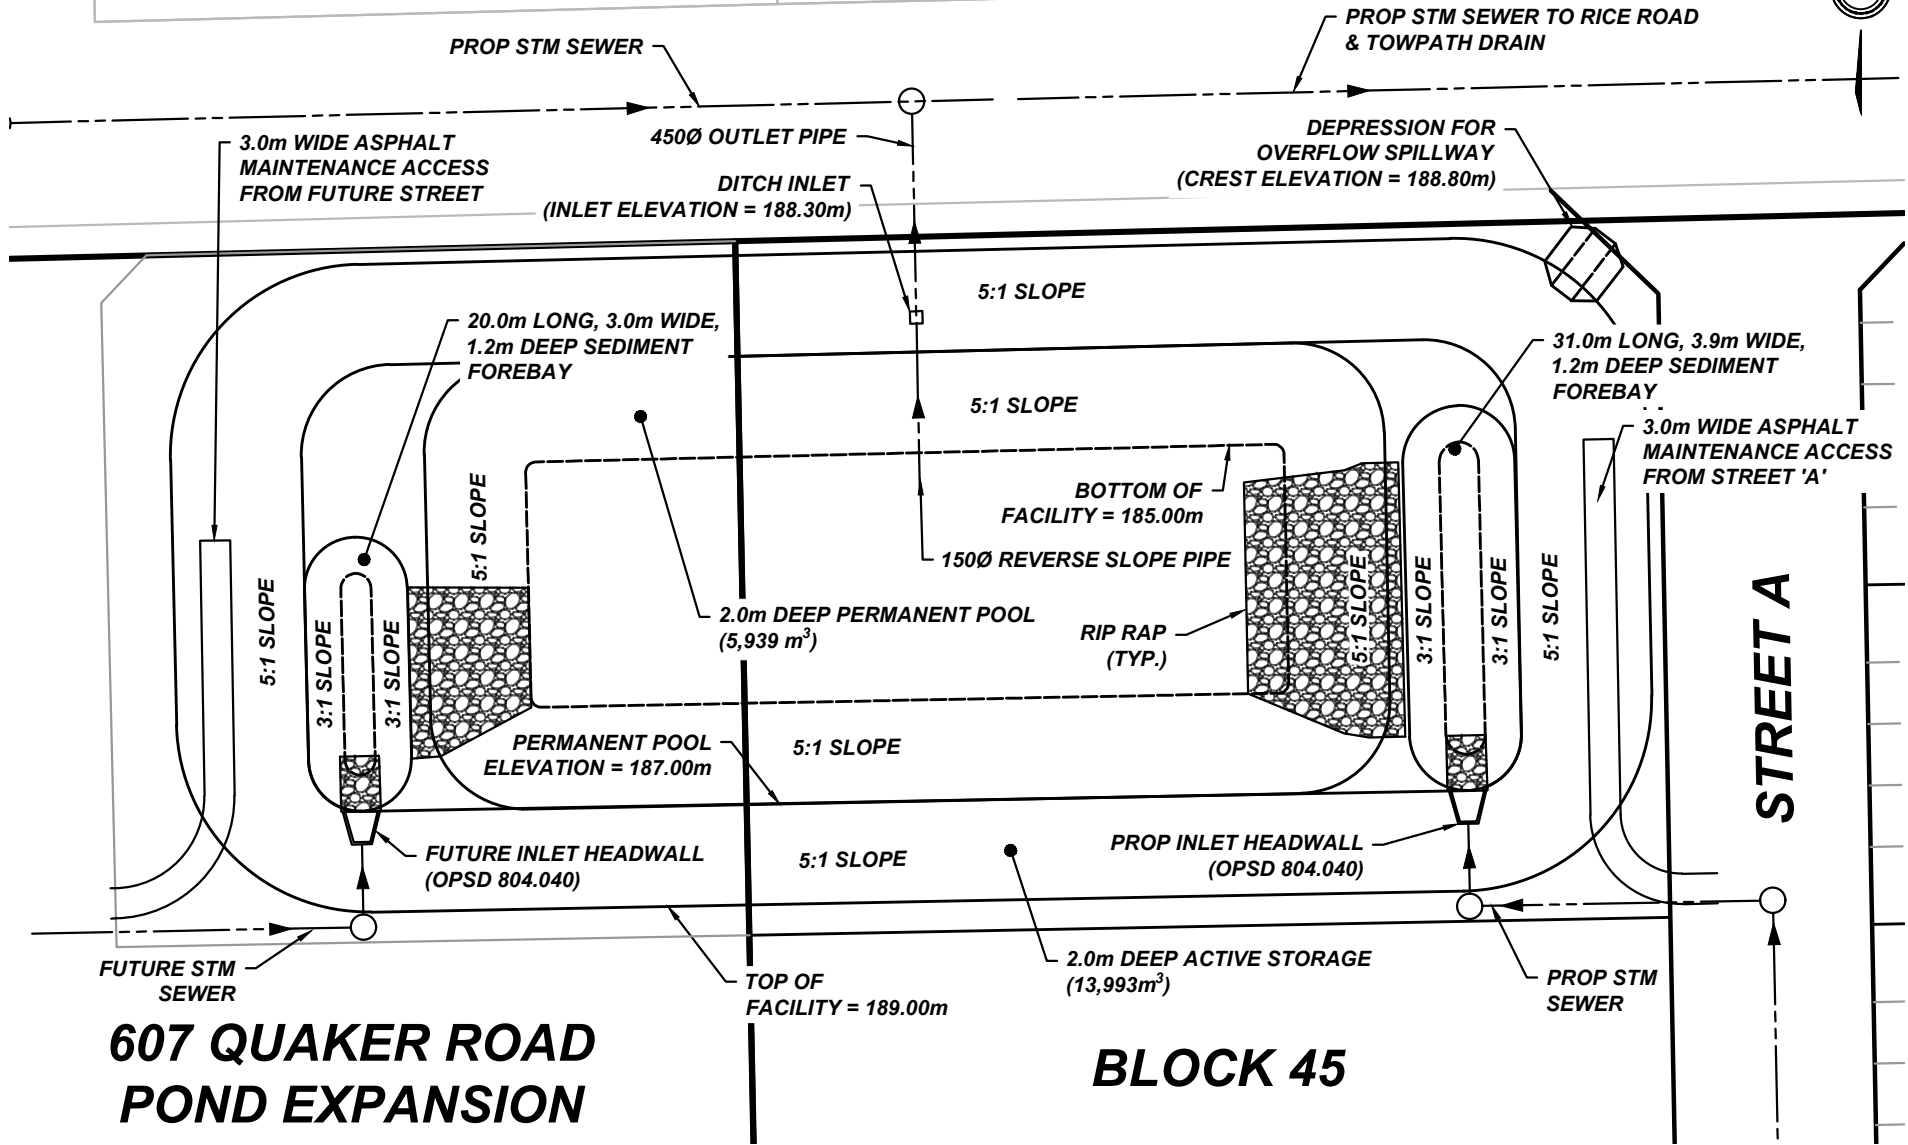 PROP STM SEWER
PROP STM SEWER TO RICE ROAD
& TOWPATH DRAIN
3.0m WIDE ASPHALT
MAINTENANCE ACCESS
FROM FUTURE STREET
450Ø OUTLET PIPE
DITCH INLET
(INLET ELEVATION = 188.30m)
DEPRESSION FOR
OVERFLOW SPILLWAY
(CREST ELEVATION = 188.80m)
5:1 SLOPE
20.0m LONG, 3.0m WIDE,
1.2m DEEP SEDIMENT
FOREBAY
31.0m LONG, 3.9m WIDE,
1.2m DEEP SEDIMENT
FOREBAY
5:1 SLOPE
3.0m WIDE ASPHALT
MAINTENANCE ACCESS
FROM STREET 'A'
BOTTOM OF
FACILITY = 185.00m
150Ø REVERSE SLOPE PIPE
5:1 SLOPE
5:1 SLOPE
3:1 SLOPE
3:1 SLOPE
2.0m DEEP PERMANENT POOL
(5,939 m³)
RIP RAP
(TYP.)
5:1 SLOPE
3:1 SLOPE
3:1 SLOPE
5:1 SLOPE
STREET A
PERMANENT POOL
ELEVATION = 187.00m
5:1 SLOPE
FUTURE INLET HEADWALL
(OPSD 804.040)
5:1 SLOPE
PROP INLET HEADWALL
(OPSD 804.040)
FUTURE STM
SEWER
TOP OF
FACILITY = 189.00m
2.0m DEEP ACTIVE STORAGE
(13,993m³)
PROP STM
SEWER
607 QUAKER ROAD
POND EXPANSION
BLOCK 45